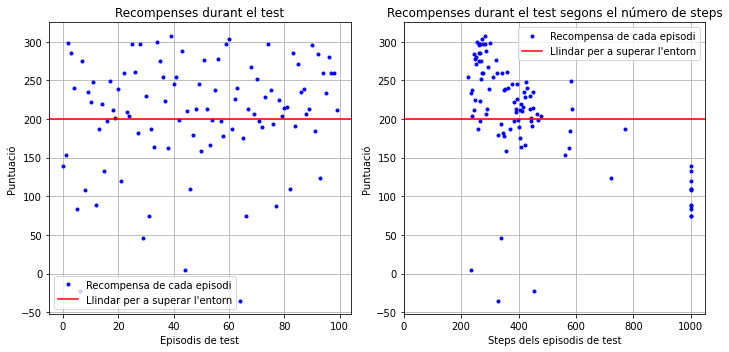 Recompenses durant el test
Puntuació
300
250
200
150
100
50
0
−50
Recompensa de cada episodi
Llindar per a superar l'entorn
0
20
40
60
80
100
Episodis de test
Recompenses durant el test segons el número de steps
Puntuació
300
250
200
150
100
50
0
−50
Recompensa de cada episodi
Llindar per a superar l'entorn
0
200
400
600
800
1000
Steps dels episodis de test